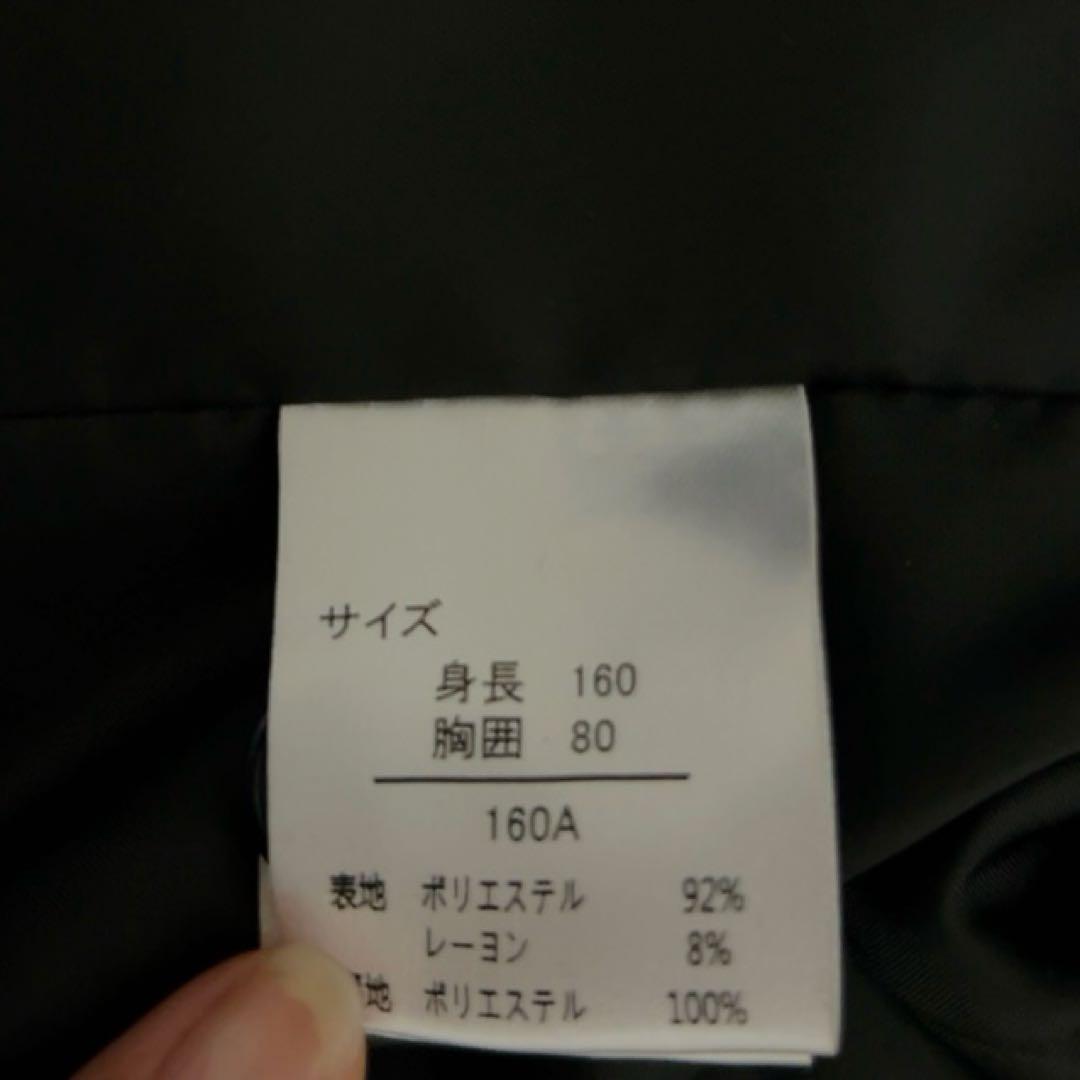 サイズ
身長 160
胸囲 80
160A
表地 ポリエステル 92%
レーヨン 8%
地 ポリエステル 100%